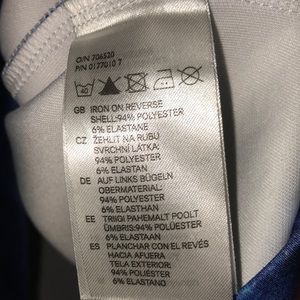 O/N 706520
P/N 0177010 7
40
GB IRON ON REVERSE
SHELL:94% POLYESTER
6% ELASTANE
CZ ŽEHLIT NA RUBU
SVRCHNÍ LÁTKA:
94% POLYESTER
6% ELASTAN
DE AUF LINKS BÜGELN
OBERMATERIAL:
94% POLYESTER
6% ELASTHAN
EE TRIIGI PAHEMALT POOLT
ÜMBRIS:94% POLÜESTER
6% ELASTAAN
ES PLANCHAR CON EL REVÉS
HACIA AFUERA
TELA EXTERIOR:
94% POLIÉSTER
6% ELASTANO